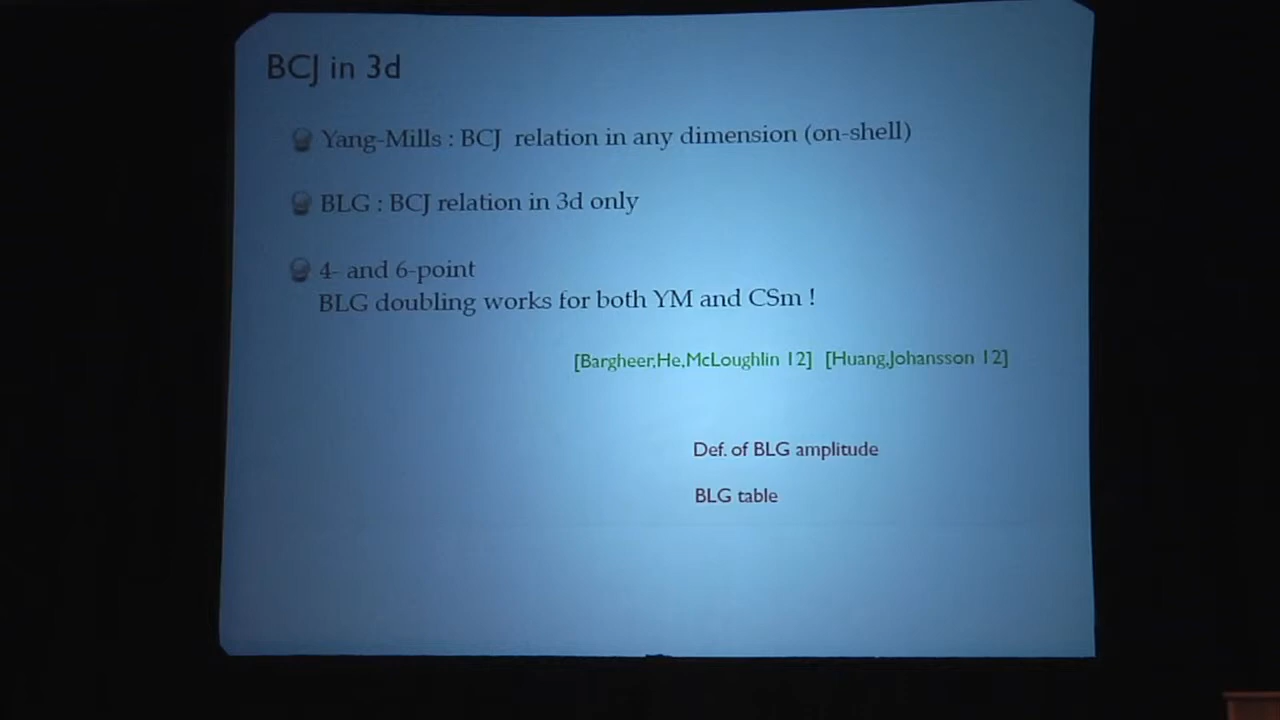 BCJ in 3d
Yang-Mills : BCJ relation in any dimension (on-shell)
BLG : BCJ relation in 3d only
4- and 6-point
BLG doubling works for both YM and CSm !
[Bargheer,He,McLoughlin 12] [Huang,Johansson 12]
Def. of BLG amplitude
BLG table